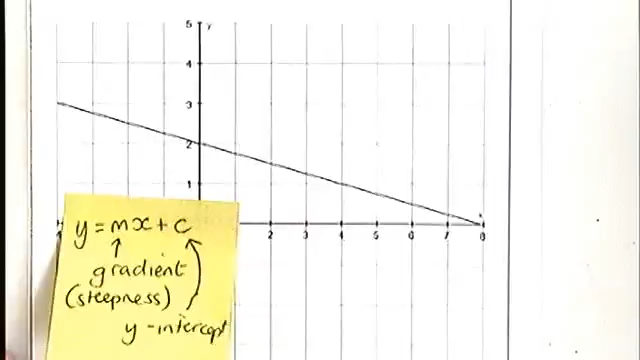 5 y
4
3
2
1
2 3 4 5 6 7 8
y = mx + c
gradient
(steepness)
y-intercept